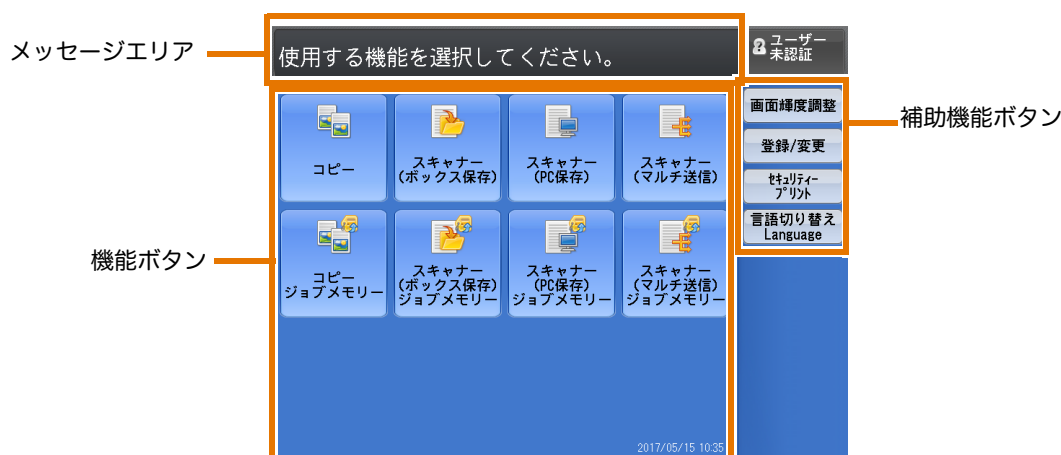 メッセージエリア
使用する機能を選択してください。
ユーザー
未認証
画面輝度調整
登録/変更
セキュリティー
プリント
言語切り替え
Language
補助機能ボタン
機能ボタン
コピー
スキャナー
(ボックス保存)
スキャナー
(PC保存)
スキャナー
(マルチ送信)
コピー
ジョブメモリー
スキャナー
(ボックス保存)
ジョブメモリー
スキャナー
(PC保存)
ジョブメモリー
スキャナー
(マルチ送信)
ジョブメモリー
2017/05/15 10:35